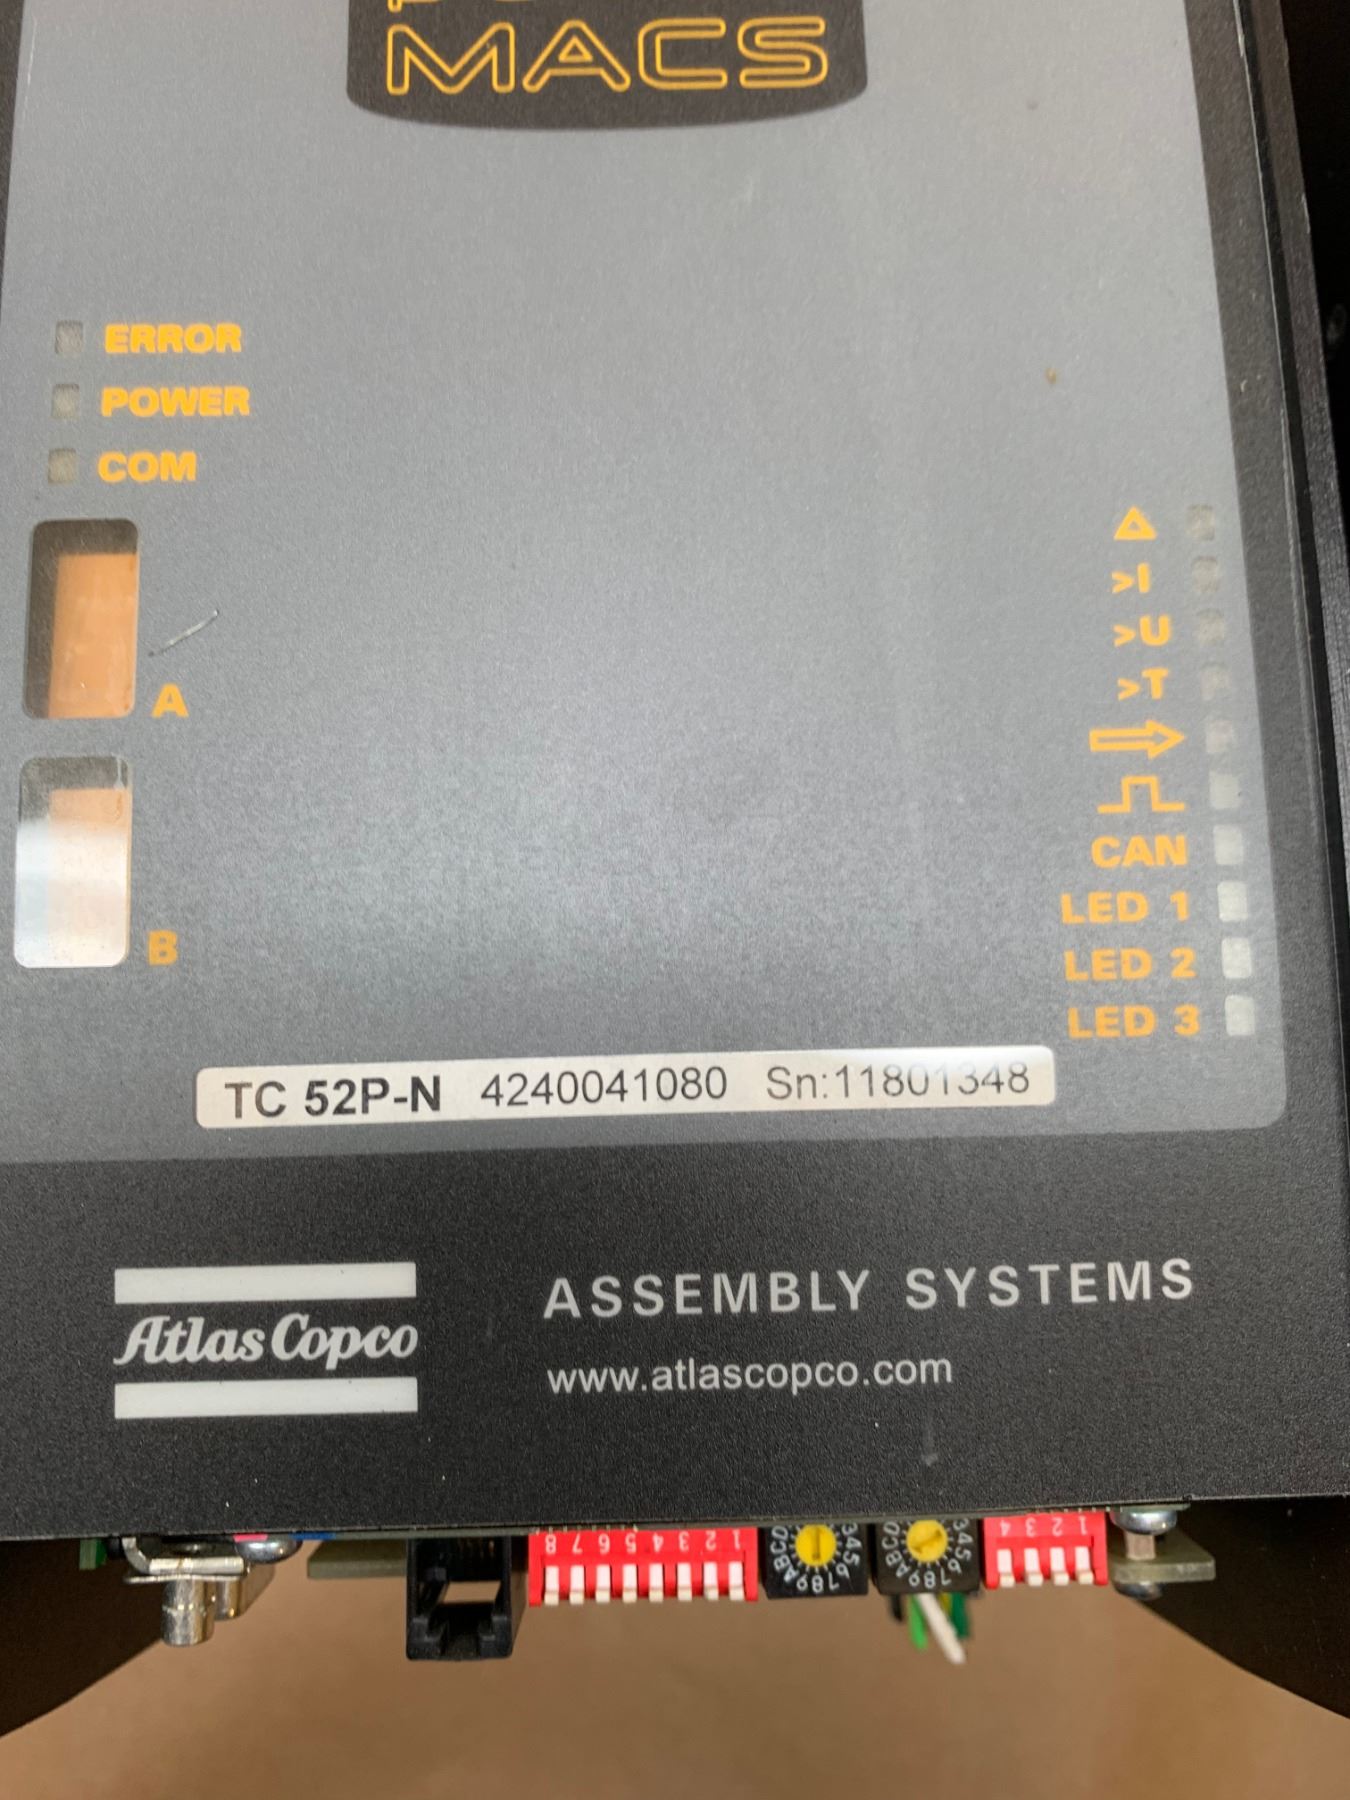 MACS
ERROR
POWER
COM
A
B
>I
>U
>T
CAN
LED 1
LED 2
LED 3
TC 52P-N 4240041080 Sn:11801348
Atlas Copco
ASSEMBLY SYSTEMS
www.atlascopco.com
8 7 6 5 4 3 2 1
4 3 2 1